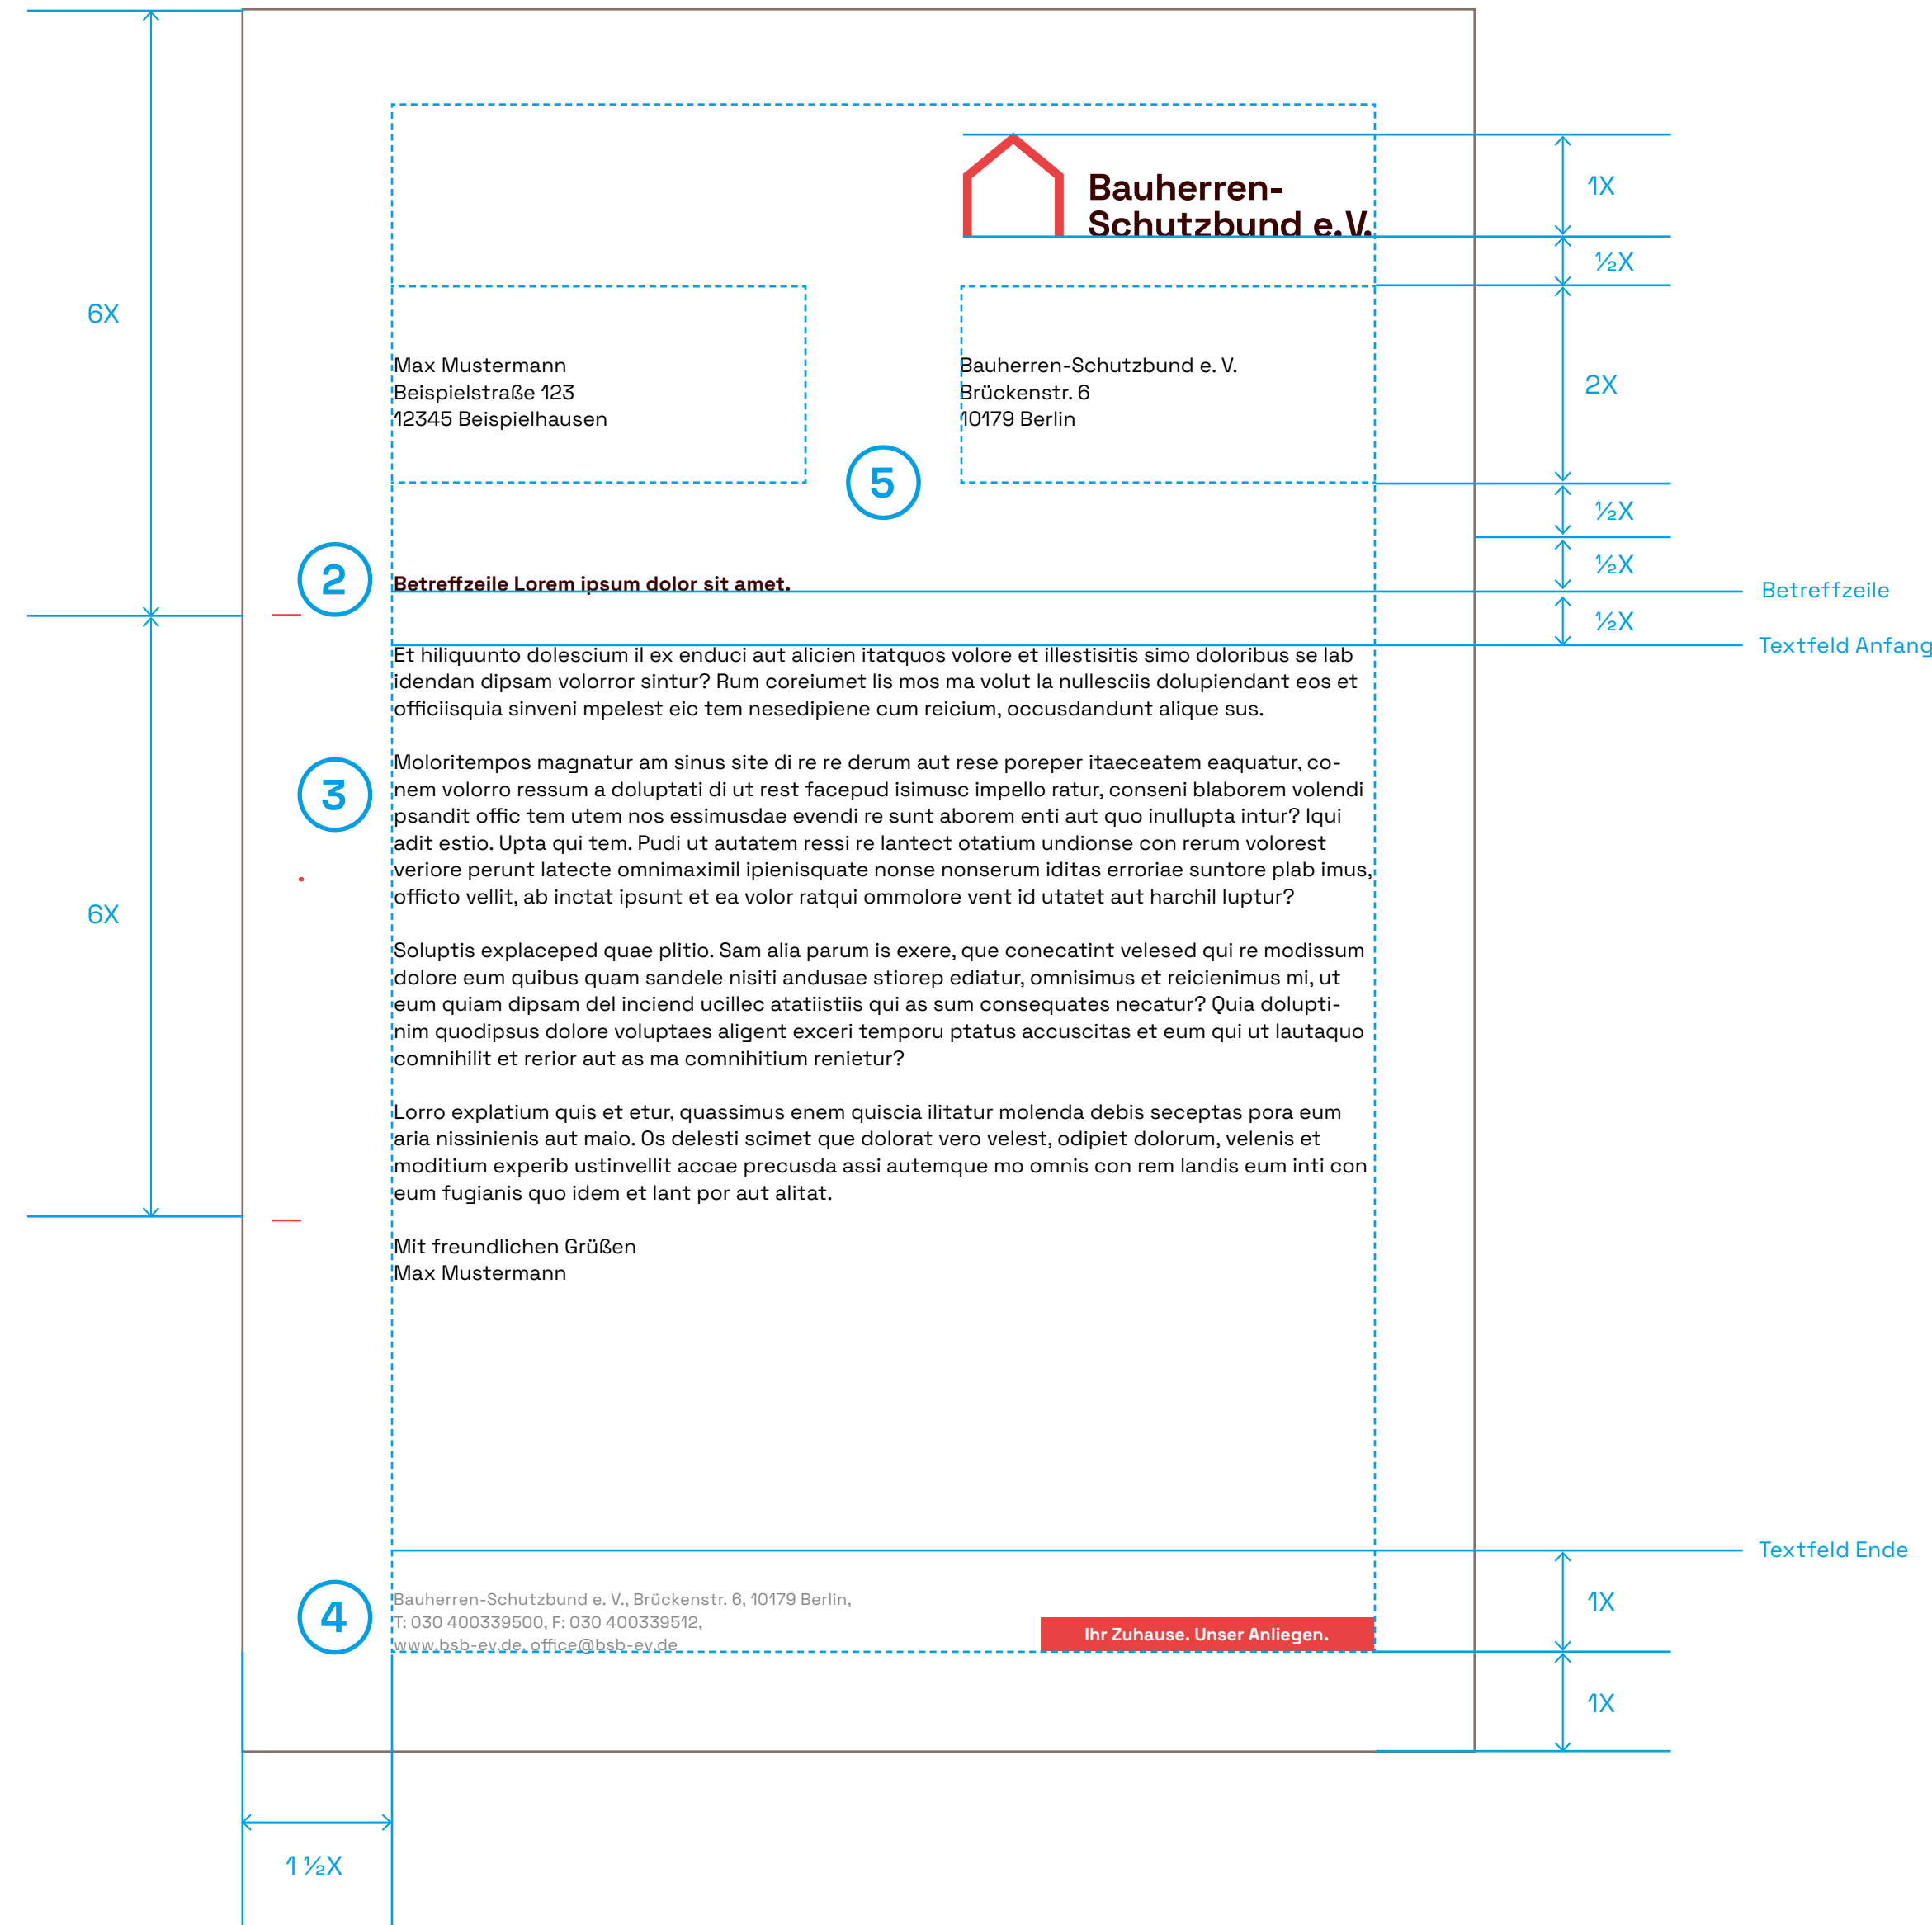 Bauherren-
Schutzbund e.V.
1X
½X
6X
Max Mustermann
Beispielstraße 123
12345 Beispielhausen
Bauherren-Schutzbund e. V.
Brückenstr. 6
10179 Berlin
2X
5
½X
2
Betreffzeile Lorem ipsum dolor sit amet.
½X
Betreffzeile
½X
Textfeld Anfang
Et hiliquunto dolescium il ex enduci aut alicien itatquos volore et illestisitis simo doloribus se lab
idendan dipsam volorror sintur? Rum coreiumet lis mos ma volut la nullesciis dolupiendant eos et
officiisquia sinveni mpelest eic tem nesedipiene cum reicium, occusdandunt alique sus.
3
Moloritempos magnatur am sinus site di re re derum aut rese poreper itaeceatem eaquatur, co-
nem volorro ressum a doluptati di ut rest facepud isimusc impello ratur, conseni blaborem volendi
psandit offic tem utem nos essimusdae evendi re sunt aborem enti aut quo inullupta intur? Iqui
adit estio. Upta qui tem. Pudi ut autatem ressi re lantect otatium undionse con rerum volorest
veriore perunt latecte omnimaximil ipienisquate nonse nonserum iditas erroriae suntore plab imus,
officto vellit, ab inctat ipsunt et ea volor ratqui ommolore vent id utatet aut harchil luptur?
6X
Soluptis explaceped quae plitio. Sam alia parum is exere, que conecatint velesed qui re modissum
dolore eum quibus quam sandele nisiti andusae stiorep ediatur, omnisimus et reicienimus mi, ut
eum quiam dipsam del inciend ucillec atatiistiis qui as sum consequates necatur? Quia dolupti-
nim quodipsus dolore voluptaes aligent exceri temporu ptatus accuscitas et eum qui ut lautaquo
comnihilit et rerior aut as ma comnihitium renietur?
Lorro explatium quis et etur, quassimus enem quiscia ilitatur molenda debis seceptas pora eum
aria nissinienis aut maio. Os delesti scimet que dolorat vero velest, odipiet dolorum, velenis et
moditium experib ustinvellit accae precusda assi autemque mo omnis con rem landis eum inti con
eum fugianis quo idem et lant por aut alitat.
Mit freundlichen Grüßen
Max Mustermann
Textfeld Ende
4
Bauherren-Schutzbund e. V., Brückenstr. 6, 10179 Berlin,
T: 030 400339500, F: 030 400339512,
www.bsb-ev.de, office@bsb-ev.de
Ihr Zuhause. Unser Anliegen.
1X
1X
1 ½X